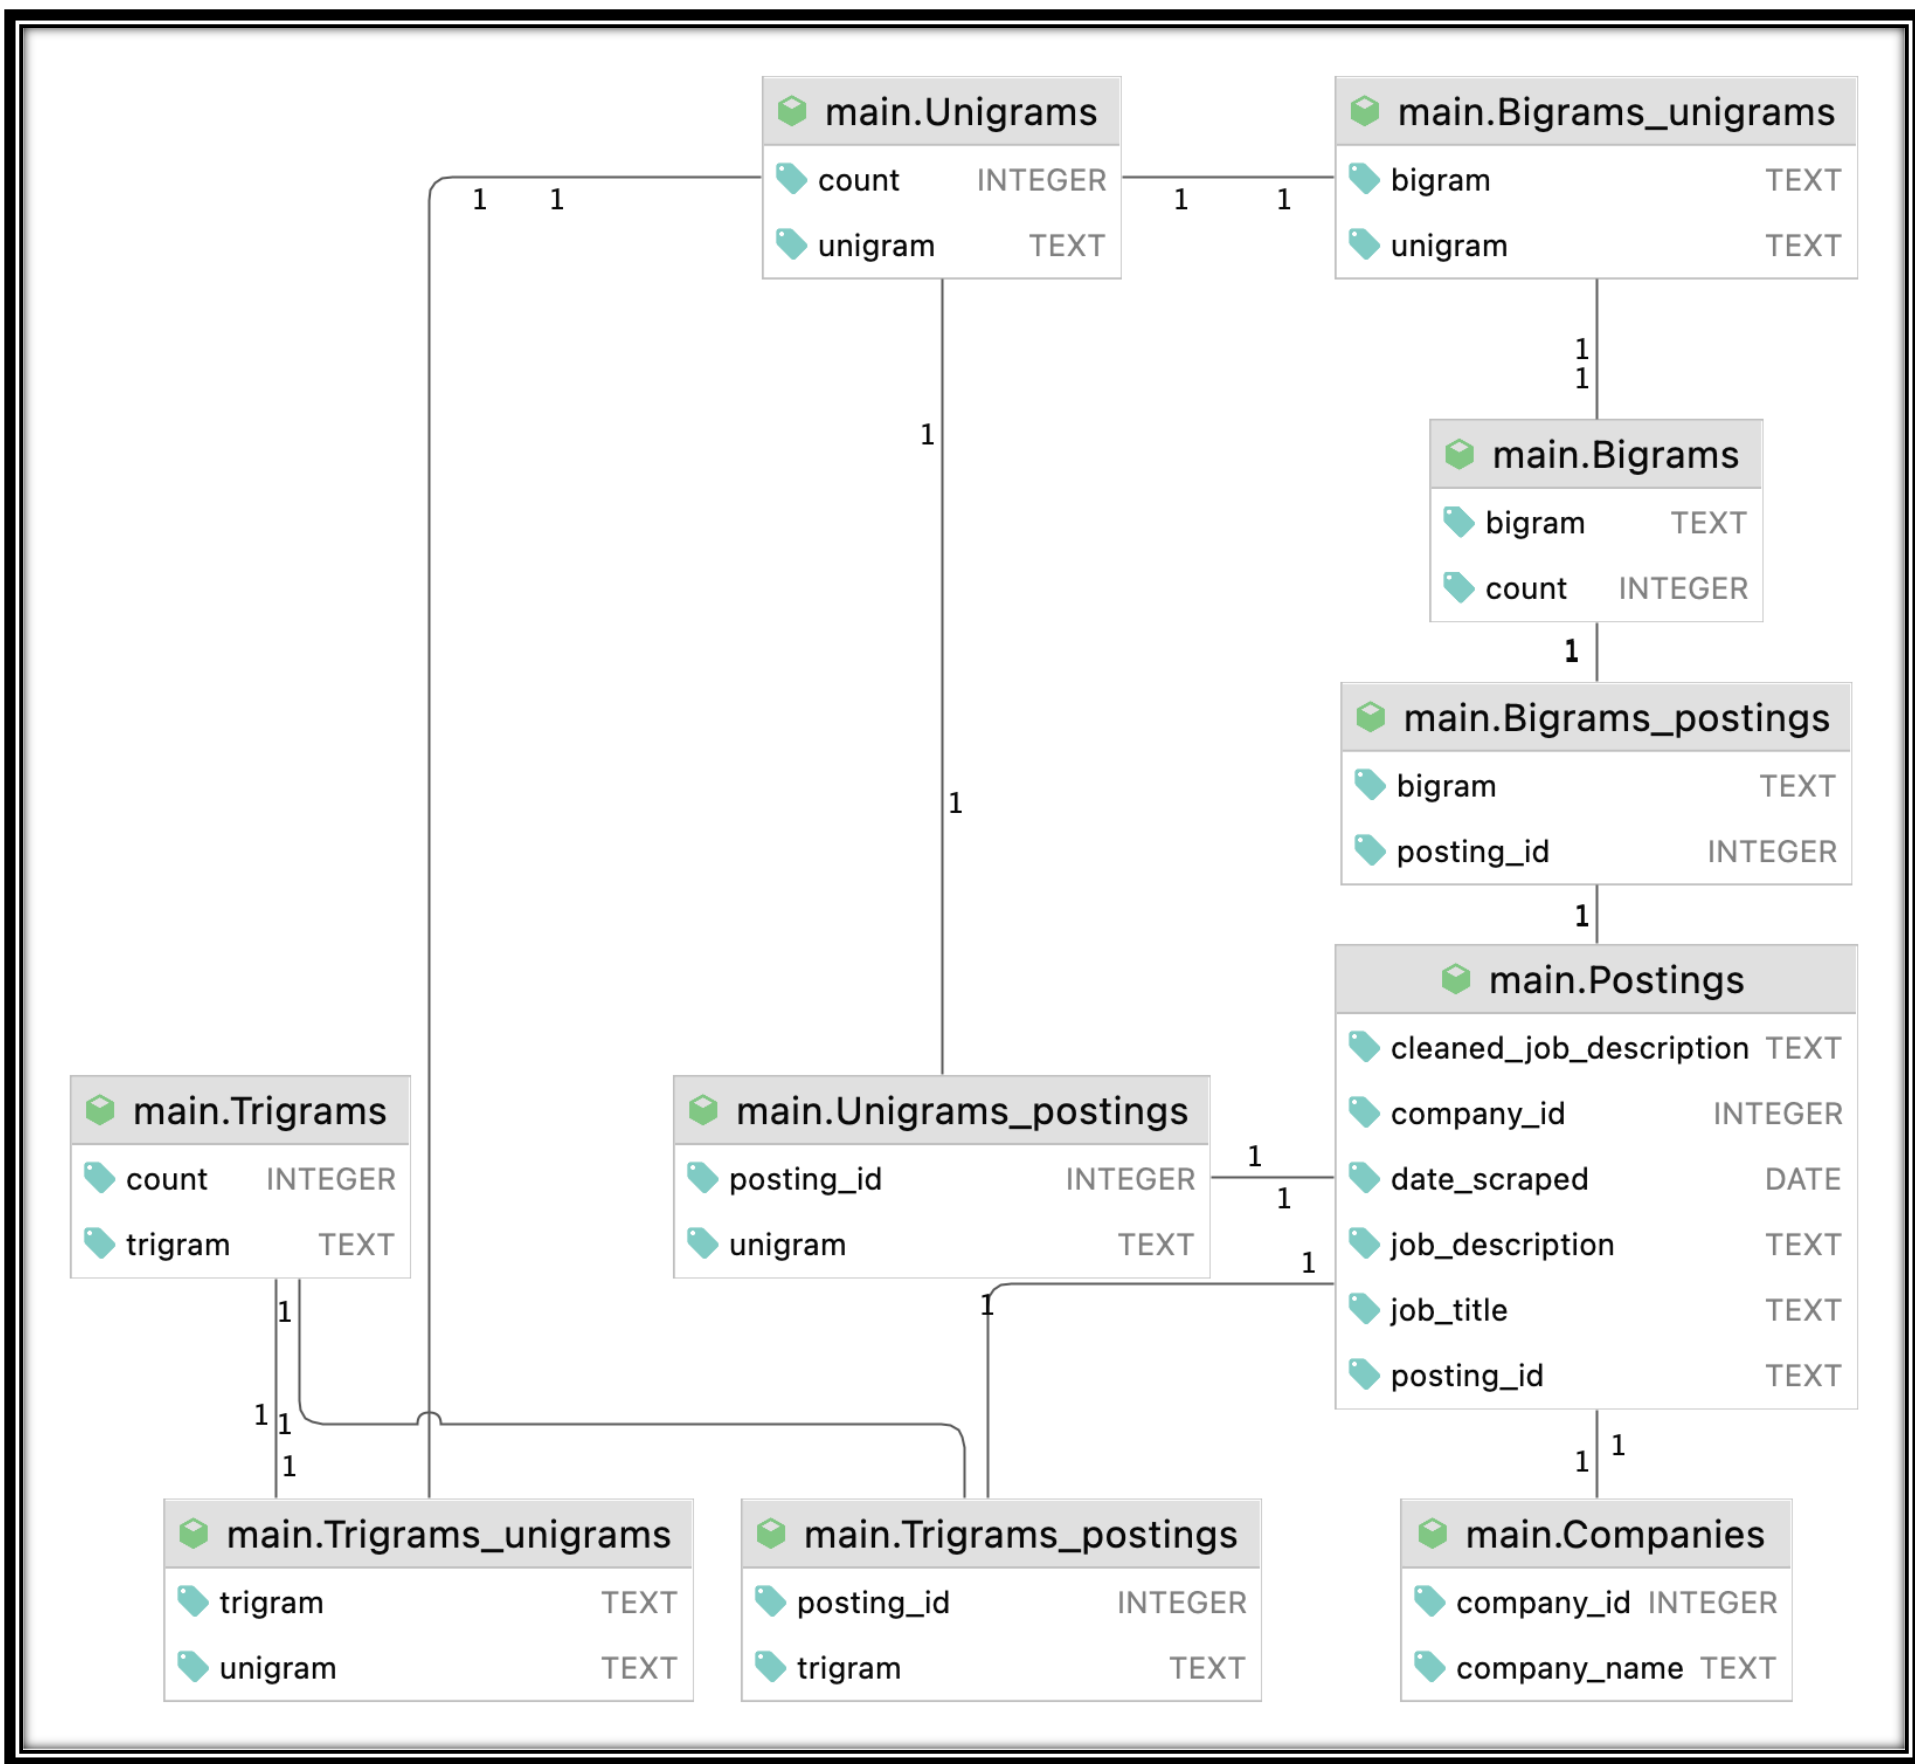 main.Unigrams
count INTEGER
unigram TEXT
main.Bigrams_unigrams
bigram TEXT
unigram TEXT
1 1
1 1
1
1
main.Bigrams
bigram TEXT
count INTEGER
1
1
main.Bigrams_postings
bigram TEXT
posting_id INTEGER
1
1
main.Postings
cleaned_job_description TEXT
company_id INTEGER
date_scraped DATE
job_description TEXT
job_title TEXT
posting_id TEXT
main.Trigrams
count INTEGER
trigram TEXT
main.Unigrams_postings
posting_id INTEGER
unigram TEXT
1
1
1
1
1
1
1
1
1
1
main.Trigrams_unigrams
trigram TEXT
unigram TEXT
main.Trigrams_postings
posting_id INTEGER
trigram TEXT
main.Companies
company_id INTEGER
company_name TEXT